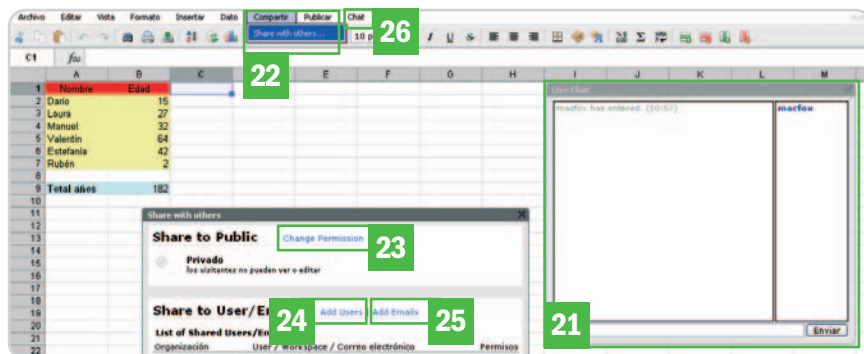 Archivo Editar Vista Formato Insertar Dato Compartir Publicar Chat
Share with others...
10 p
I U S
26
22
C1 fω
A B C E F G H I J K L M
1 Nombre Edad
2 Dario 15
3 Laura 27
4 Manuel 32
5 Valentin 64
6 Estefania 42
7 Rubén 2
8
9 Total años 182
10
11
12
13
14
15
16
17
18
19
20
21
22
Live Chat
macfox has entered. (10:57)
macfox
Enviar
21
Share with others X
Share to Public Change Permission
23
Privado
los visitantes no pueden ver o editar
Share to User/Em
Add Users | Add Emails
24
25
List of Shared Users/Em
Organización User / Workspace / Correo electrónico Permisos